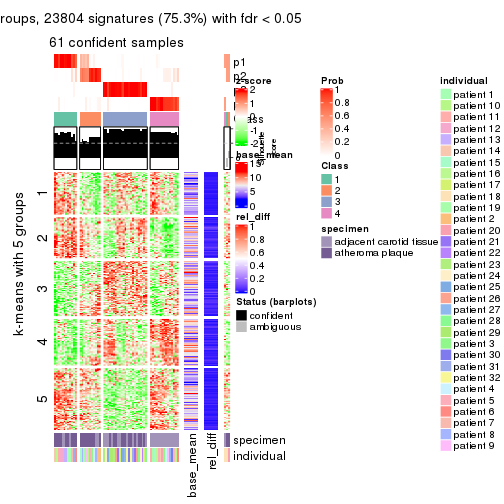 roups, 23804 signatures (75.3%) with fdr < 0.05
61 confident samples
p1
p2
z-score
2
1
0
-1
-2
base_mean
15
10
5
0
rel_diff
1
0.8
0.6
0.4
0.2
0
Status (barplots)
confident
ambiguous
Prob
1
0.8
0.6
0.4
0.2
0
Class
1
2
3
4
specimen
adjacent carotid tissue
atheroma plaque
individual
patient 1
patient 10
patient 11
patient 12
patient 13
patient 14
patient 15
patient 16
patient 17
patient 18
patient 19
patient 2
patient 20
patient 21
patient 22
patient 23
patient 24
patient 25
patient 26
patient 27
patient 28
patient 29
patient 3
patient 30
patient 31
patient 32
patient 4
patient 5
patient 6
patient 7
patient 8
patient 9
k-means with 5 groups
1
2
3
4
5
specimen
individual
base_mean
rel_diff